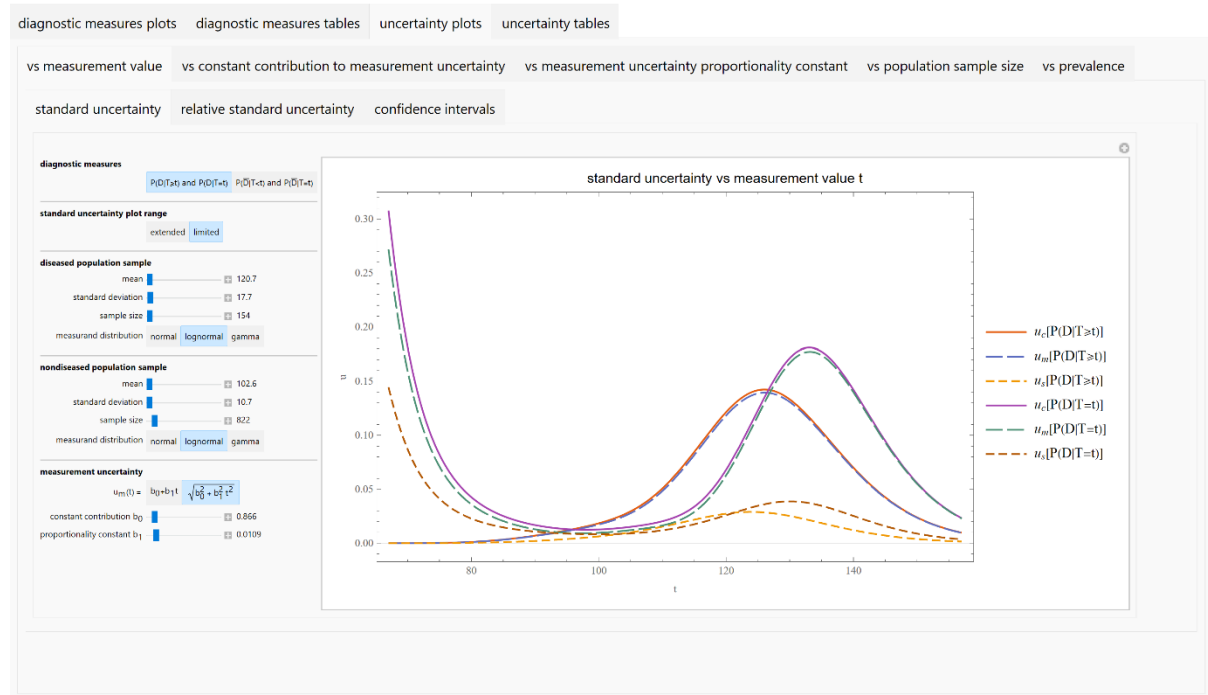 diagnostic measures plots diagnostic measures tables uncertainty plots uncertainty tables
vs measurement value vs constant contribution to measurement uncertainty vs measurement uncertainty proportionality constant vs population sample size vs prevalence
standard uncertainty relative standard uncertainty confidence intervals
diagnostic measures
P(D|T≥t) and P(D|T=t) P(D̅|T<t) and P(D̅|T=t)
standard uncertainty plot range
extended limited
diseased population sample
mean 120.7
standard deviation 17.7
sample size 154
measurand distribution normal lognormal gamma
nondiseased population sample
mean 102.6
standard deviation 10.7
sample size 822
measurand distribution normal lognormal gamma
measurement uncertainty
uₘ(t) = b₀+b₁t √(b₀² + b₁² t²)
constant contribution b₀ 0.866
proportionality constant b₁ 0.0109
standard uncertainty vs measurement value t
0.30
0.25
0.20
0.15
0.10
0.05
0.00
u
80 100 120 140
t
u_c[P(D|T≥t)]
u_m[P(D|T≥t)]
u_s[P(D|T≥t)]
u_c[P(D|T=t)]
u_m[P(D|T=t)]
u_s[P(D|T=t)]